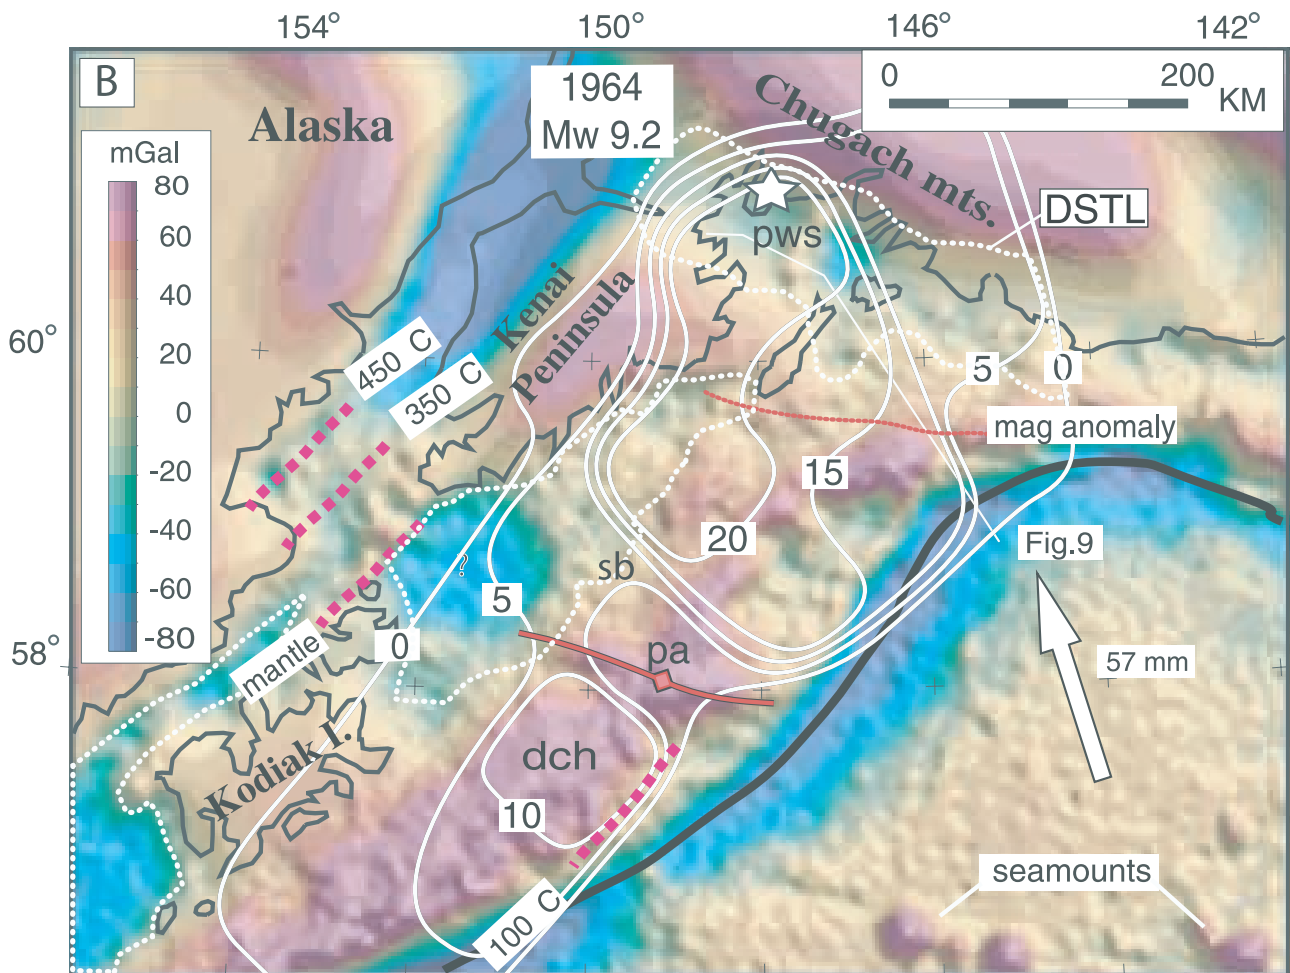 154°
150°
146°
142°
B
1964
Mw 9.2
0
200
KM
Alaska
Chugach mts.
mGal
80
60
40
20
0
-20
-40
-60
-80
DSTL
pws
Kenai
Peninsula
60°
450 C
350 C
5
0
mag anomaly
15
20
Fig.9
?
sb
5
58°
0
pa
57 mm
mantle
dch
Kodiak I.
10
seamounts
100 C